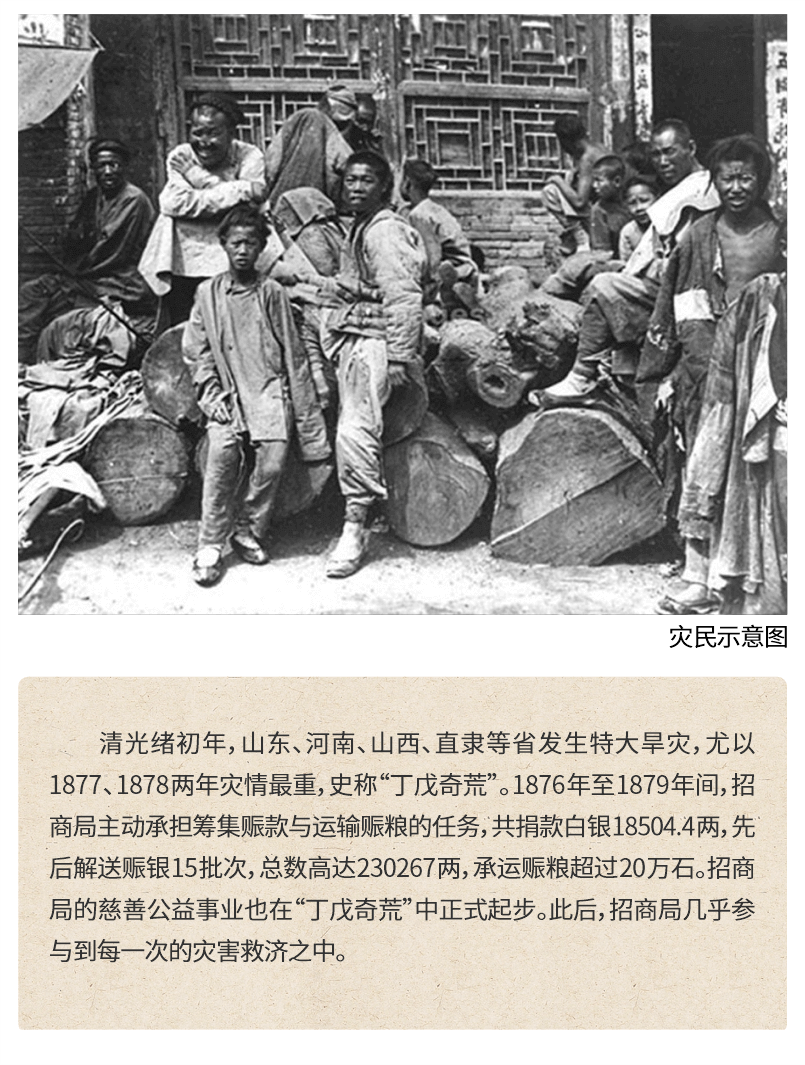 灾民示意图
清光绪初年，山东、河南、山西、直隶等省发生特大旱灾，尤以
1877、1878两年灾情最重，史称“丁戊奇荒”。1876年至1879年间，招
商局主动承担筹集赈款与运输赈粮的任务，共捐款白银18504.4两，先
后解送赈银15批次，总数高达230267两，承运赈粮超过20万石。招商
局的慈善公益事业也在“丁戊奇荒”中正式起步。此后，招商局几乎参
与到每一次的灾害救济之中。